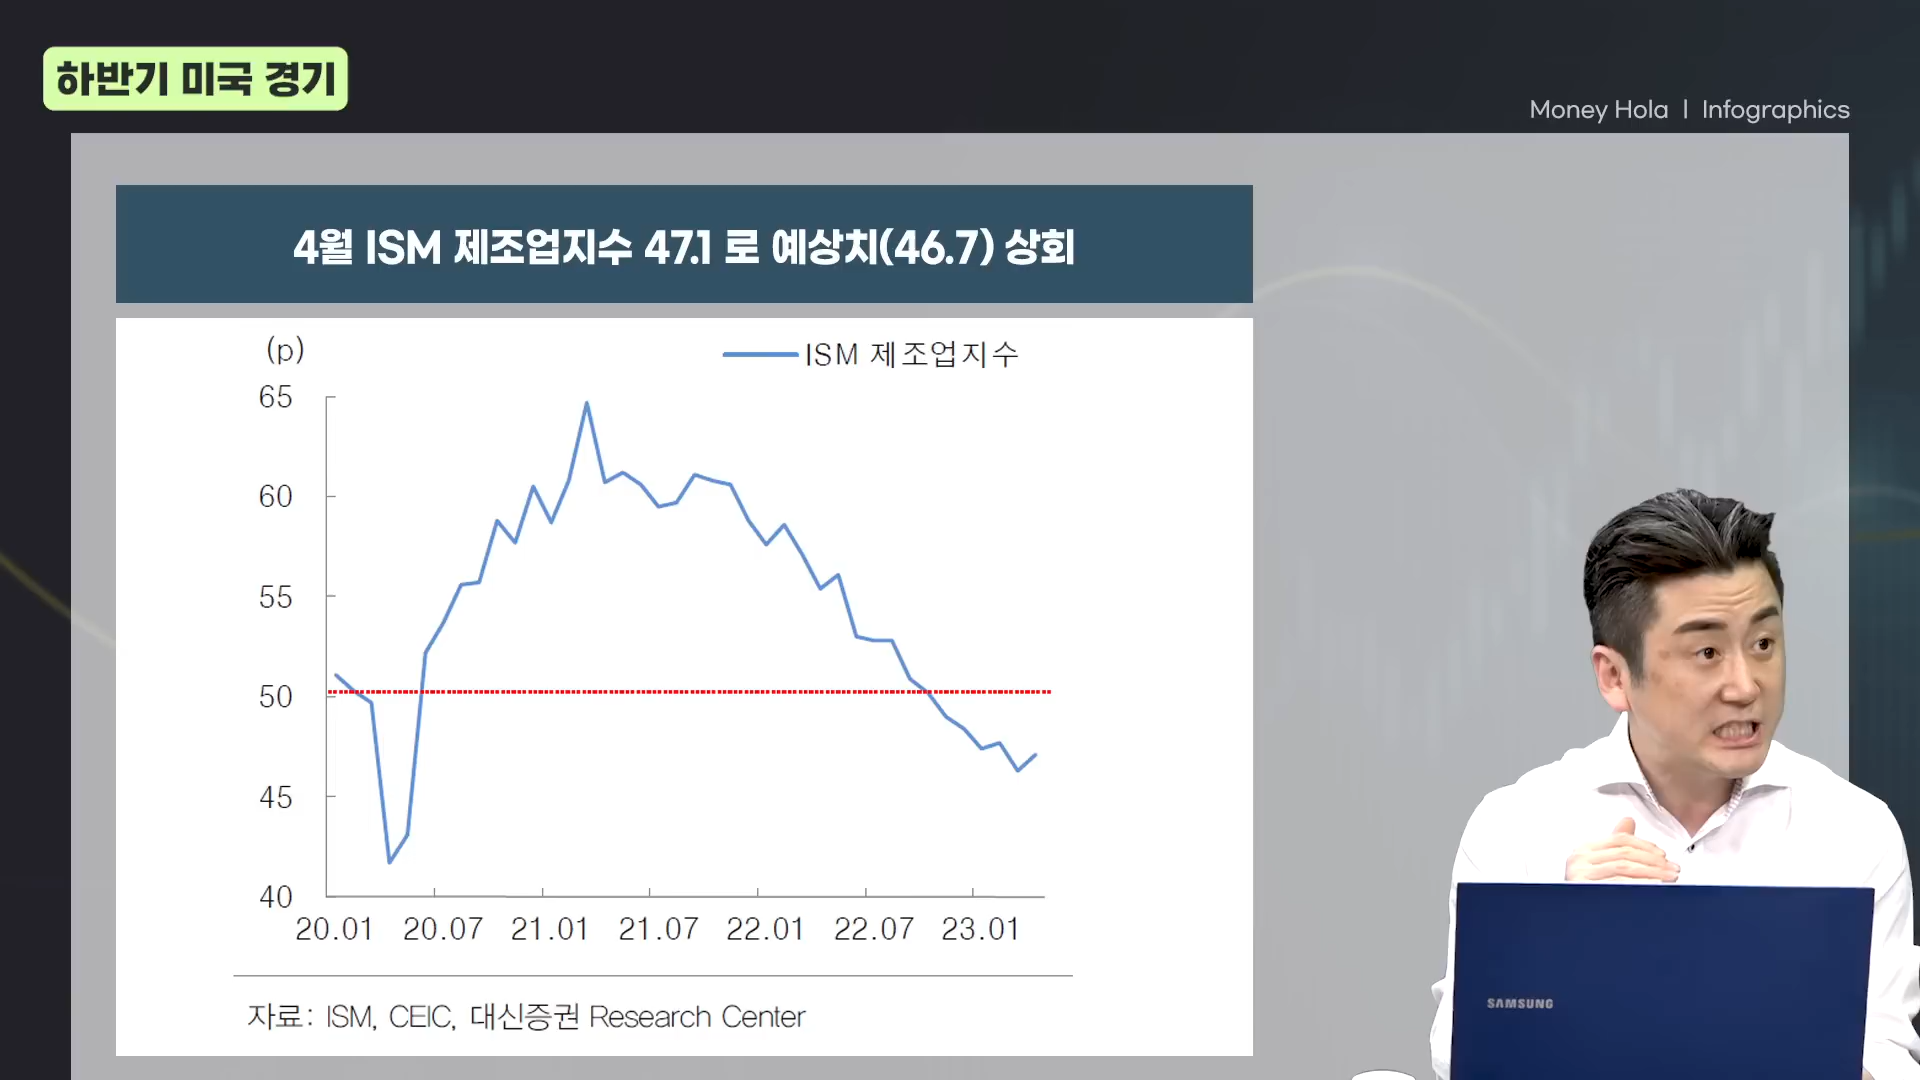 하반기 미국 경기
Money Hola | Infographics
4월 ISM 제조업지수 47.1 로 예상치(46.7) 상회
(p)
ISM 제조업지수
65
60
55
50
45
40
20.01 20.07 21.01 21.07 22.01 22.07 23.01
자료: ISM, CEIC, 대신증권 Research Center
SAMSUNG